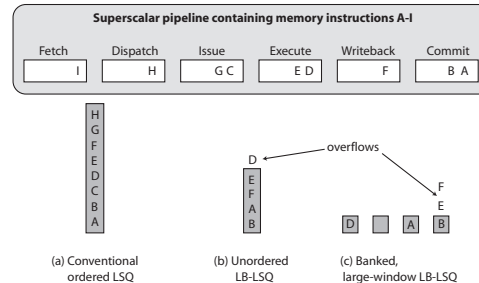 Superscalar pipeline containing memory instructions A-I
Fetch Dispatch Issue Execute Writeback Commit
I H G C E D F B A
H
G
F
E
D
C
B
A
overflows
D
E
F
A
B
F
E
D A B
(a) Conventional
ordered LSQ
(b) Unordered
LB-LSQ
(c) Banked,
large-window LB-LSQ